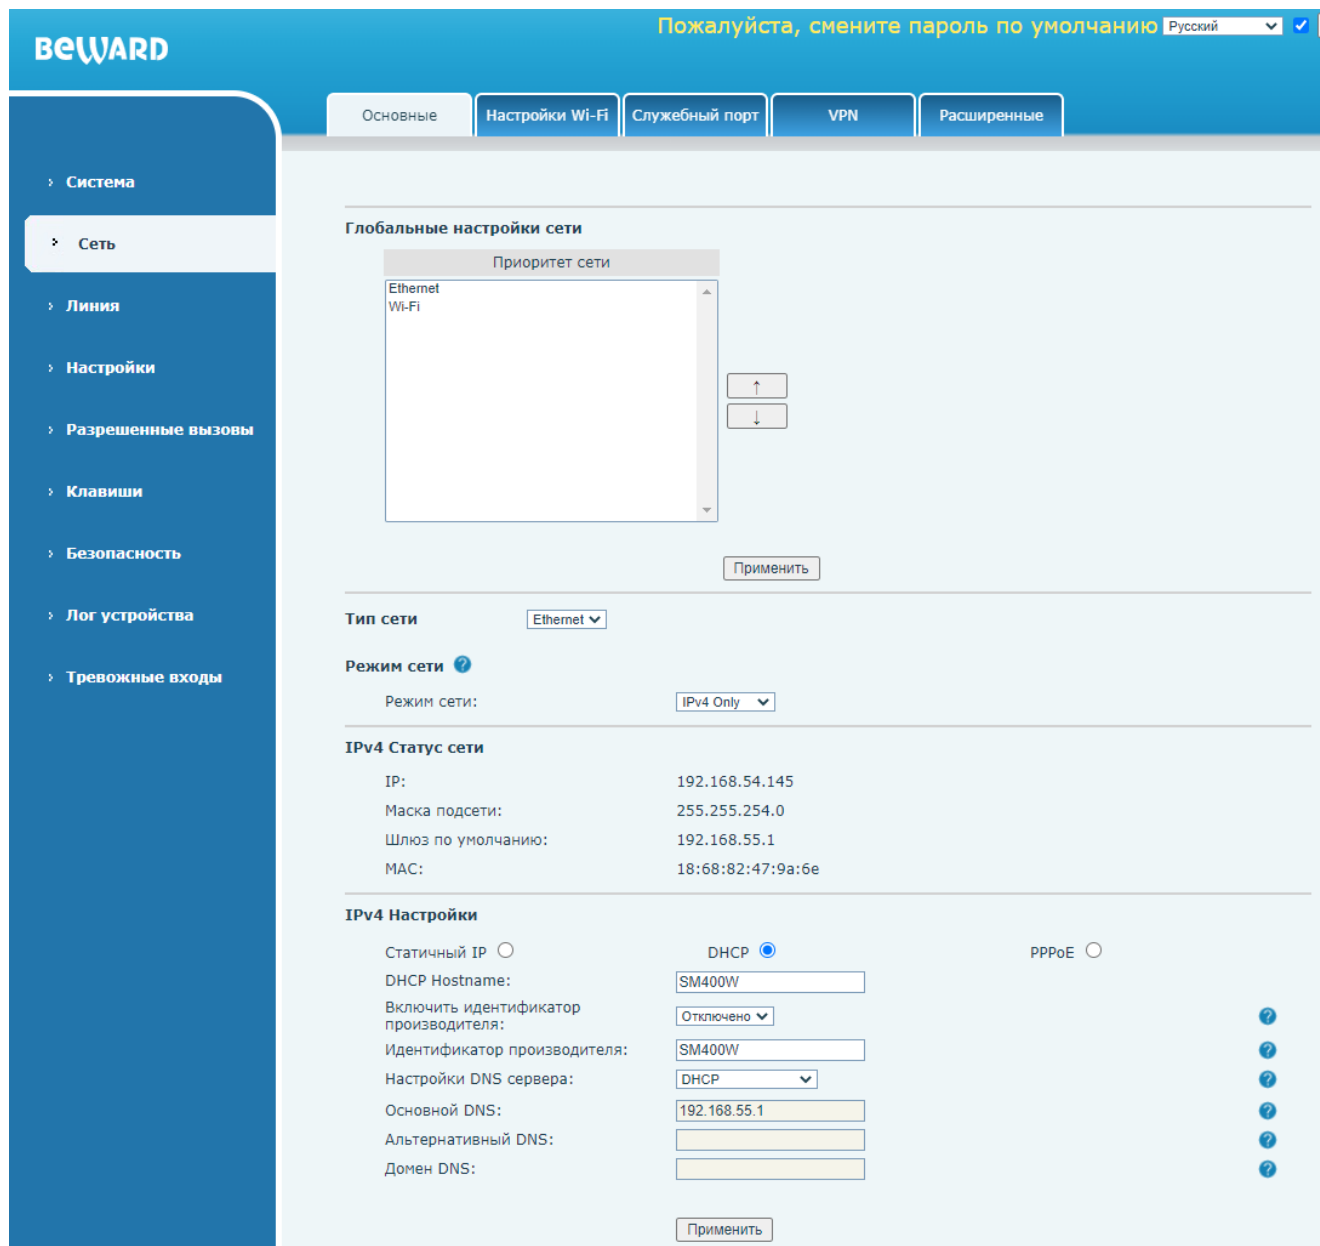 Пожалуйста, смените пароль по умолчанию Русский
BEWARD
Основные Настройки Wi-Fi Служебный порт VPN Расширенные
Система
Сеть
Линия
Настройки
Разрешенные вызовы
Клавиши
Безопасность
Лог устройства
Тревожные входы
Глобальные настройки сети
Приоритет сети
Ethernet
Wi-Fi
↑
↓
Применить
Тип сети Ethernet
Режим сети ?
Режим сети: IPv4 Only
IPv4 Статус сети
IP: 192.168.54.145
Маска подсети: 255.255.254.0
Шлюз по умолчанию: 192.168.55.1
MAC: 18:68:82:47:9a:6e
IPv4 Настройки
Статичный IP DHCP PPPoE
DHCP Hostname: SM400W
Включить идентификатор
производителя: Отключено ?
Идентификатор производителя: SM400W ?
Настройки DNS сервера: DHCP ?
Основной DNS: 192.168.55.1 ?
Альтернативный DNS: ?
Домен DNS: ?
Применить